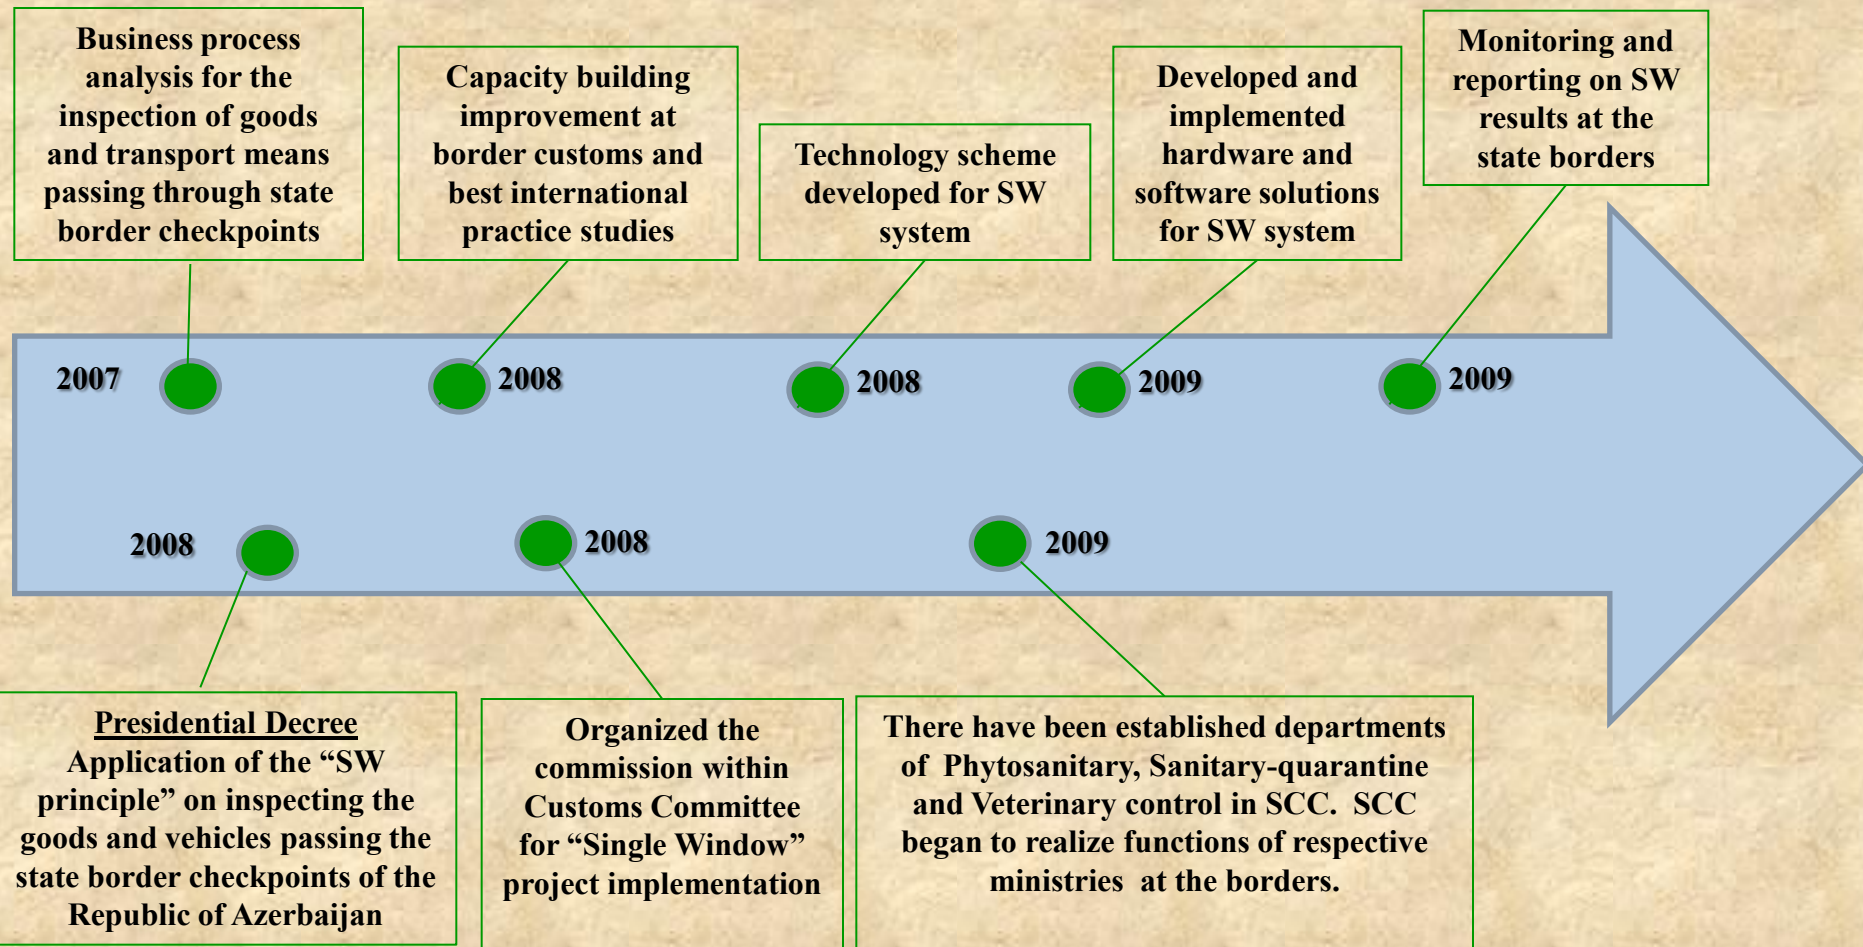 Business process
analysis for the
inspection of goods
and transport means
passing through state
border checkpoints
Capacity building
improvement at
border customs and
best international
practice studies
Technology scheme
developed for SW
system
Developed and
implemented
hardware and
software solutions
for SW system
Monitoring and
reporting on SW
results at the
state borders
2007
2008
2008
2009
2009
2008
2008
2009
Presidential Decree
Application of the “SW
principle” on inspecting the
goods and vehicles passing the
state border checkpoints of the
Republic of Azerbaijan
Organized the
commission within
Customs Committee
for “Single Window”
project implementation
There have been established departments
of Phytosanitary, Sanitary-quarantine
and Veterinary control in SCC. SCC
began to realize functions of respective
ministries at the borders.